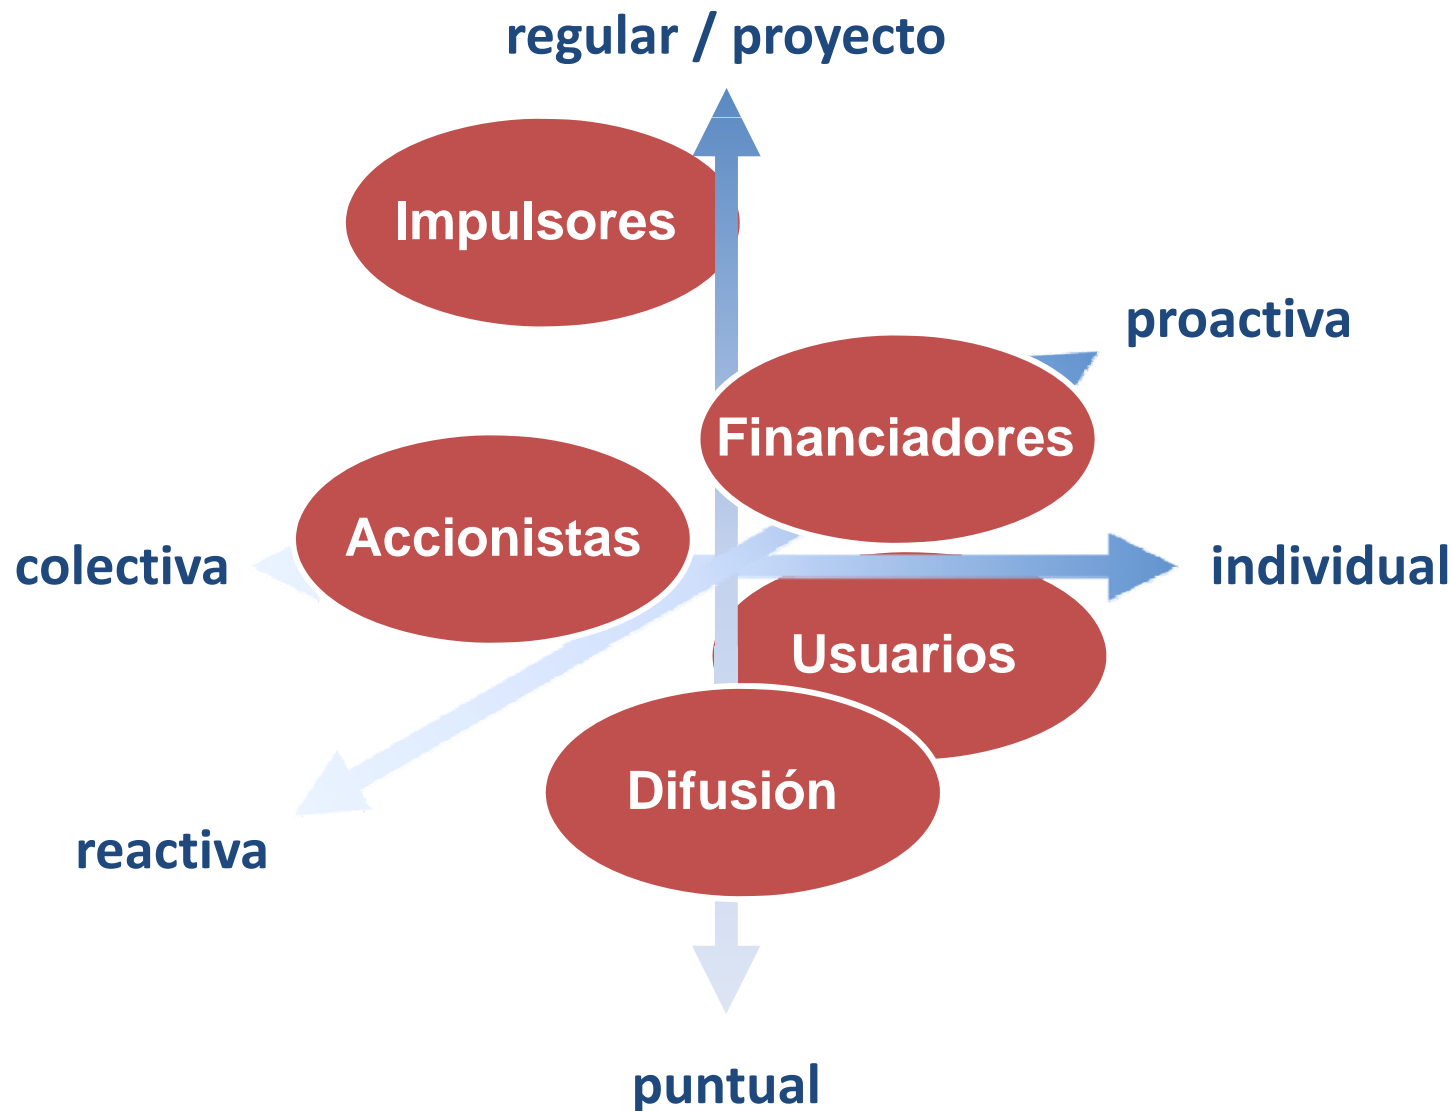 regular / proyecto
Impulsores
proactiva
Financiadores
Accionistas
colectiva
individual
Usuarios
Difusión
reactiva
puntual